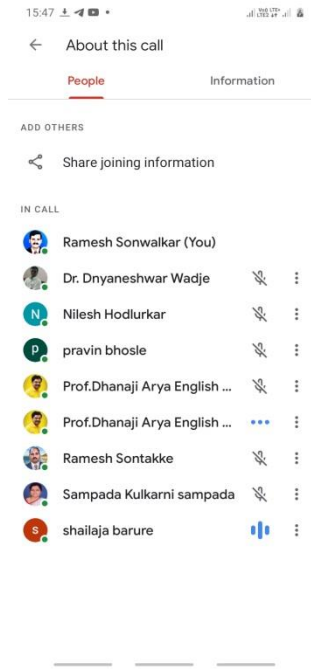 15:47
About this call
People Information
ADD OTHERS
Share joining information
IN CALL
Ramesh Sonwalkar (You)
Dr. Dnyaneshwar Wadje
N Nilesh Hodlurkar
p pravin bhosle
Prof.Dhanaji Arya English ...
Prof.Dhanaji Arya English ...
Ramesh Sontakke
Sampada Kulkarni sampada
s shailaja barure